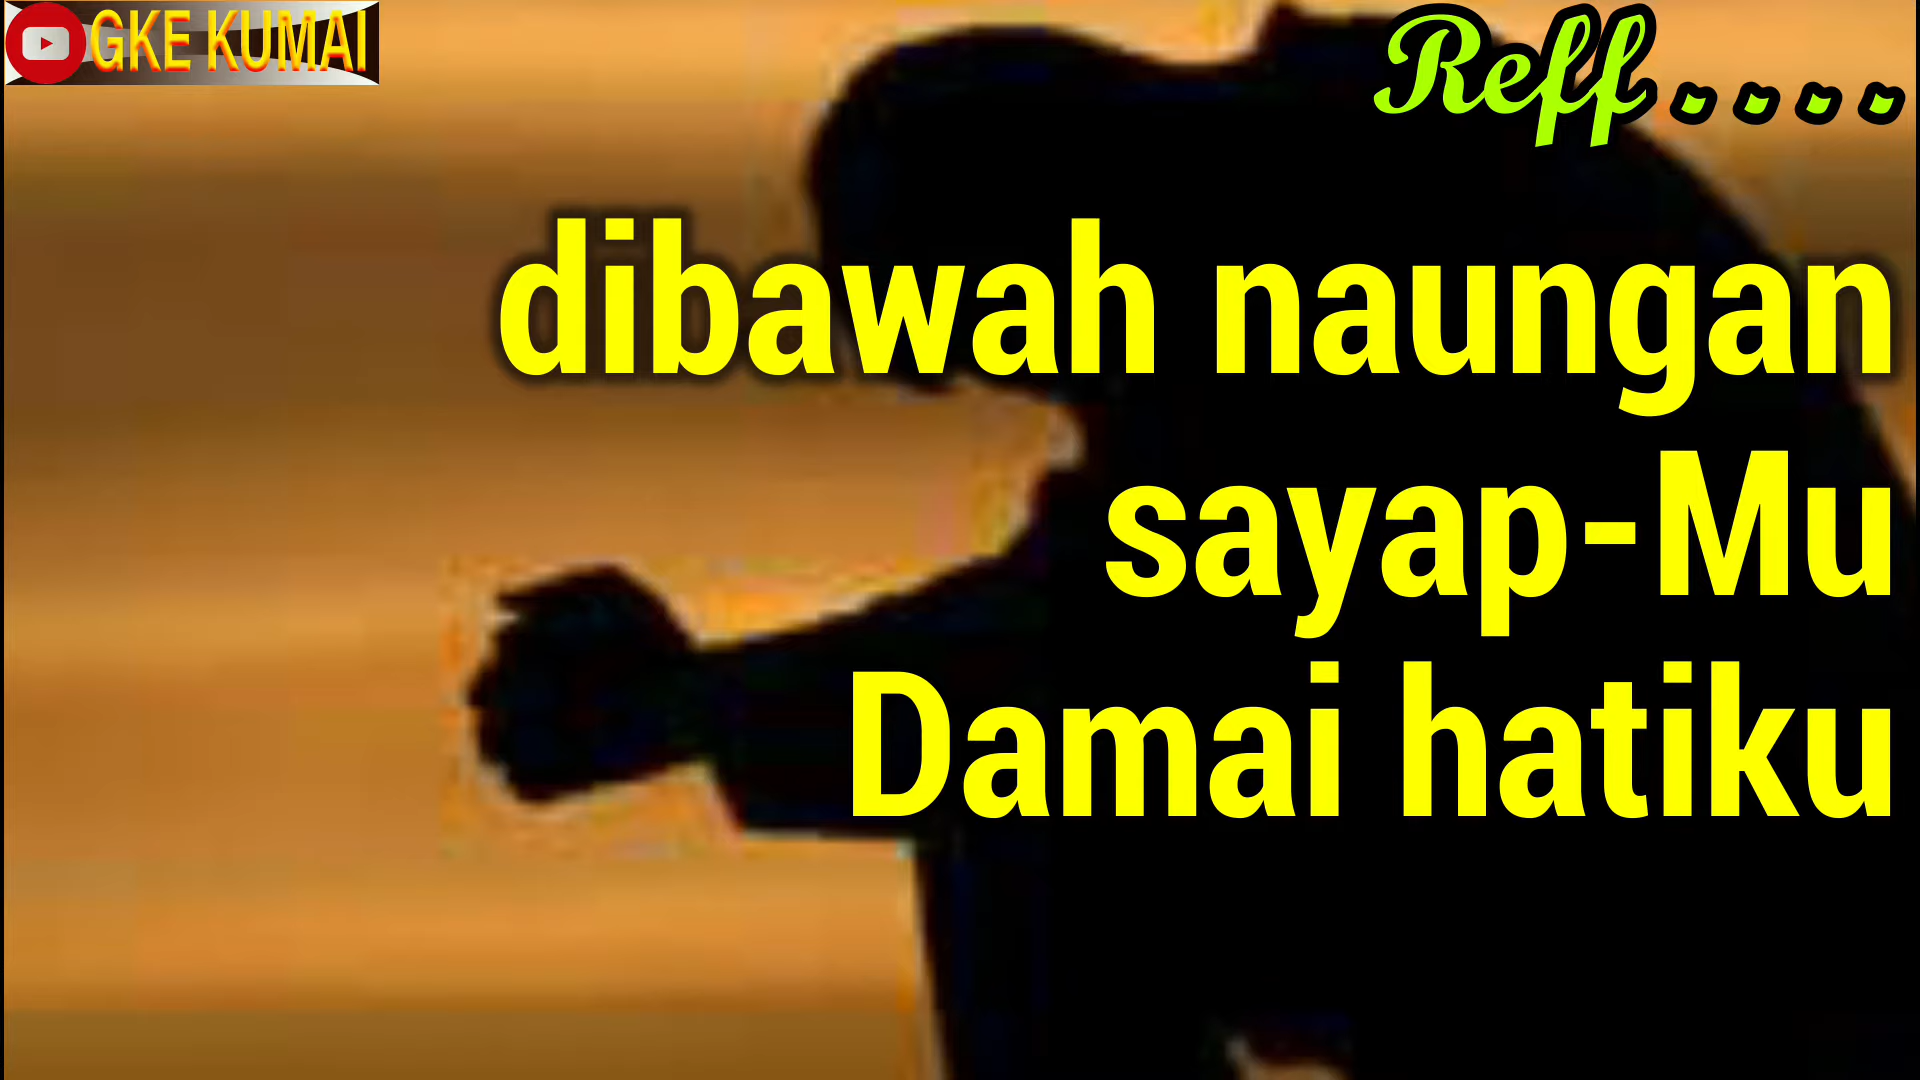 GKE KUMAI
Reff....
dibawah naungan
sayap-Mu
Damai hatiku